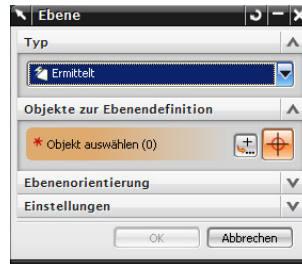 Ebene
Typ
Ermittelt
Objekte zur Ebenendefinition
* Objekt auswählen (0)
Ebenenorientierung
Einstellungen
OK Abbrechen